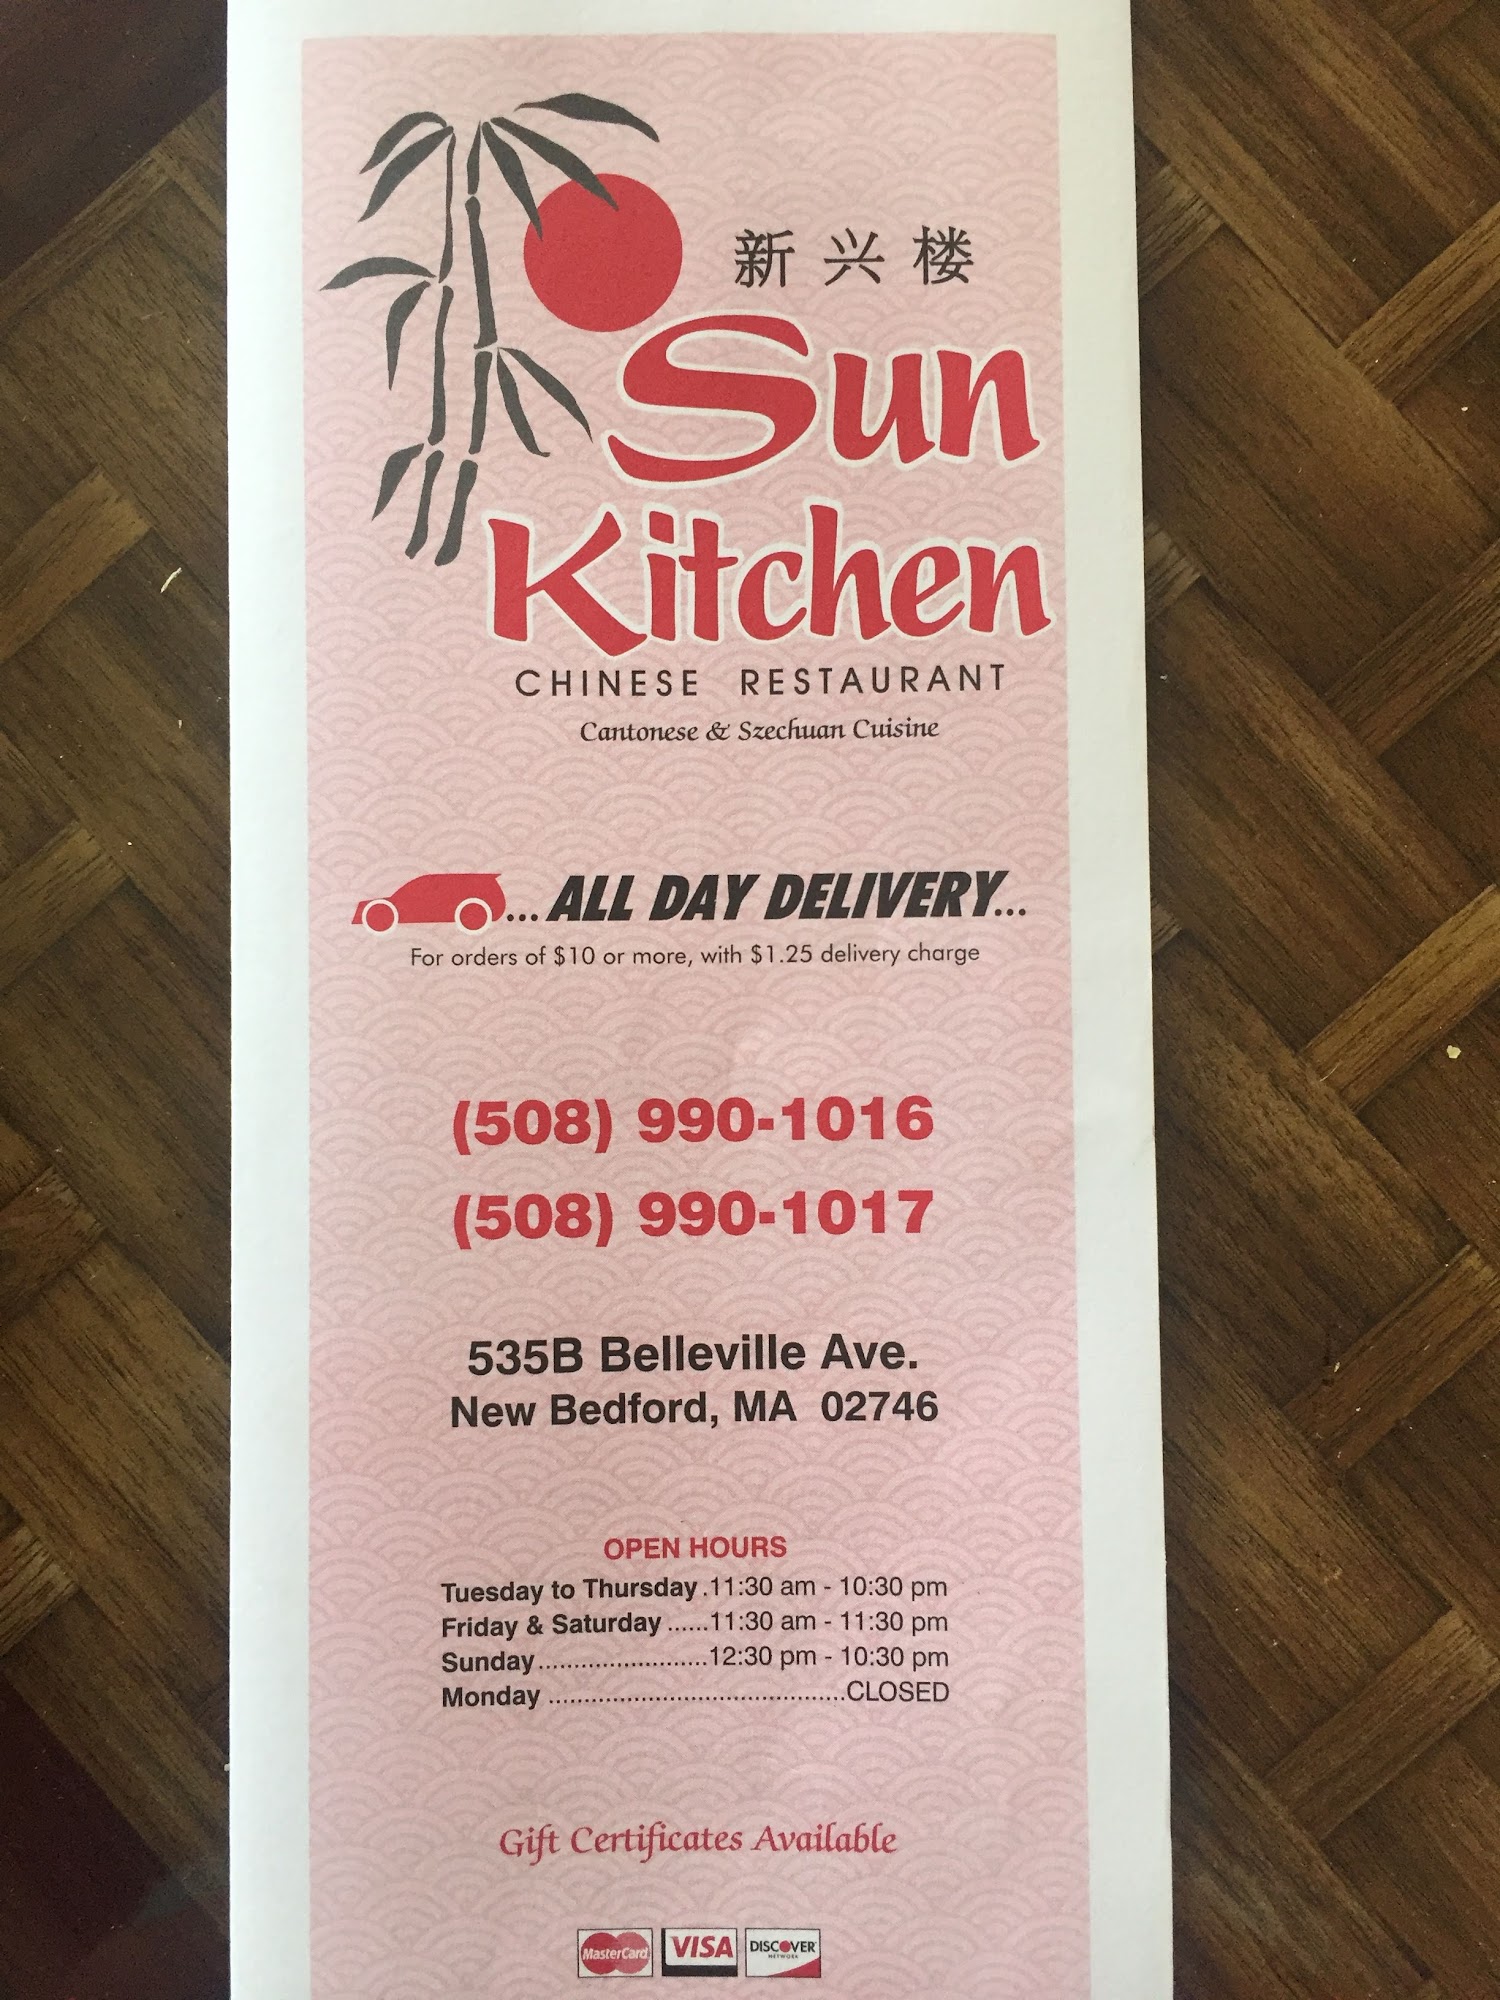 新兴楼
Sun
Kitchen
CHINESE RESTAURANT
Cantonese & Szechuan Cuisine
...ALL DAY DELIVERY...
For orders of $10 or more, with $1.25 delivery charge
(508) 990-1016
(508) 990-1017
535B Belleville Ave.
New Bedford, MA 02746
OPEN HOURS
Tuesday to Thursday.11:30 am - 10:30 pm
Friday & Saturday ......11:30 am - 11:30 pm
Sunday........................12:30 pm - 10:30 pm
Monday ..........................................CLOSED
Gift Certificates Available
MasterCard VISA DISCOVER
NETWORK